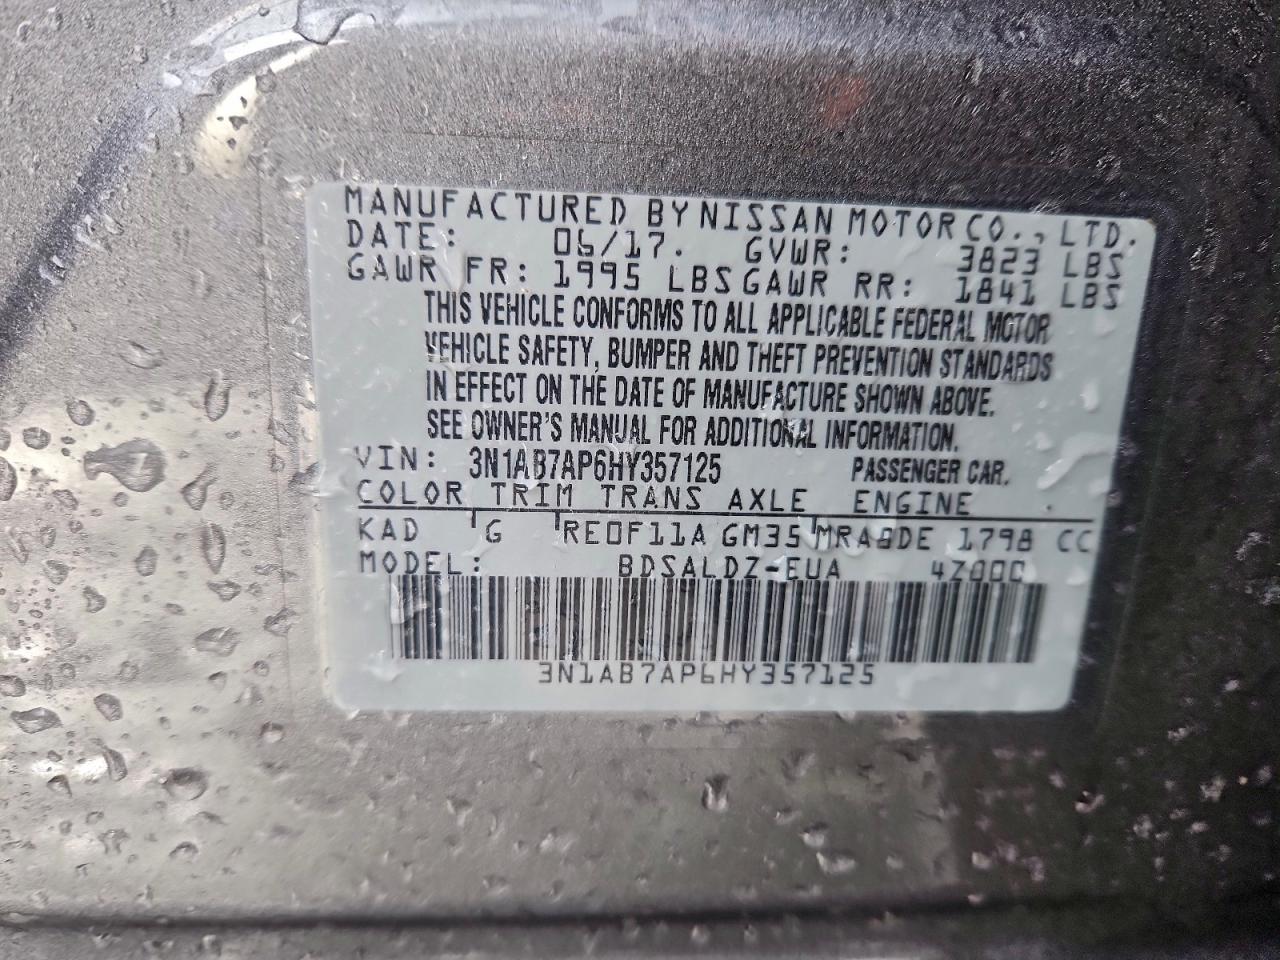 MANUFACTURED BY NISSAN MOTOR CO., LTD.
DATE: 06/17. GVWR: 3823 LBS
GAWR FR: 1995 LBS GAWR RR: 1841 LBS
THIS VEHICLE CONFORMS TO ALL APPLICABLE FEDERAL MOTOR
VEHICLE SAFETY, BUMPER AND THEFT PREVENTION STANDARDS
IN EFFECT ON THE DATE OF MANUFACTURE SHOWN ABOVE.
SEE OWNER'S MANUAL FOR ADDITIONAL INFORMATION.
VIN: 3N1AB7AP6HY357125 PASSENGER CAR.
COLOR TRIM TRANS AXLE ENGINE
KAD G RE0F11A GM35 MRA8DE 1798 CC
MODEL: BDSALDZ-EUA 4Z00C
3N1AB7AP6HY357125